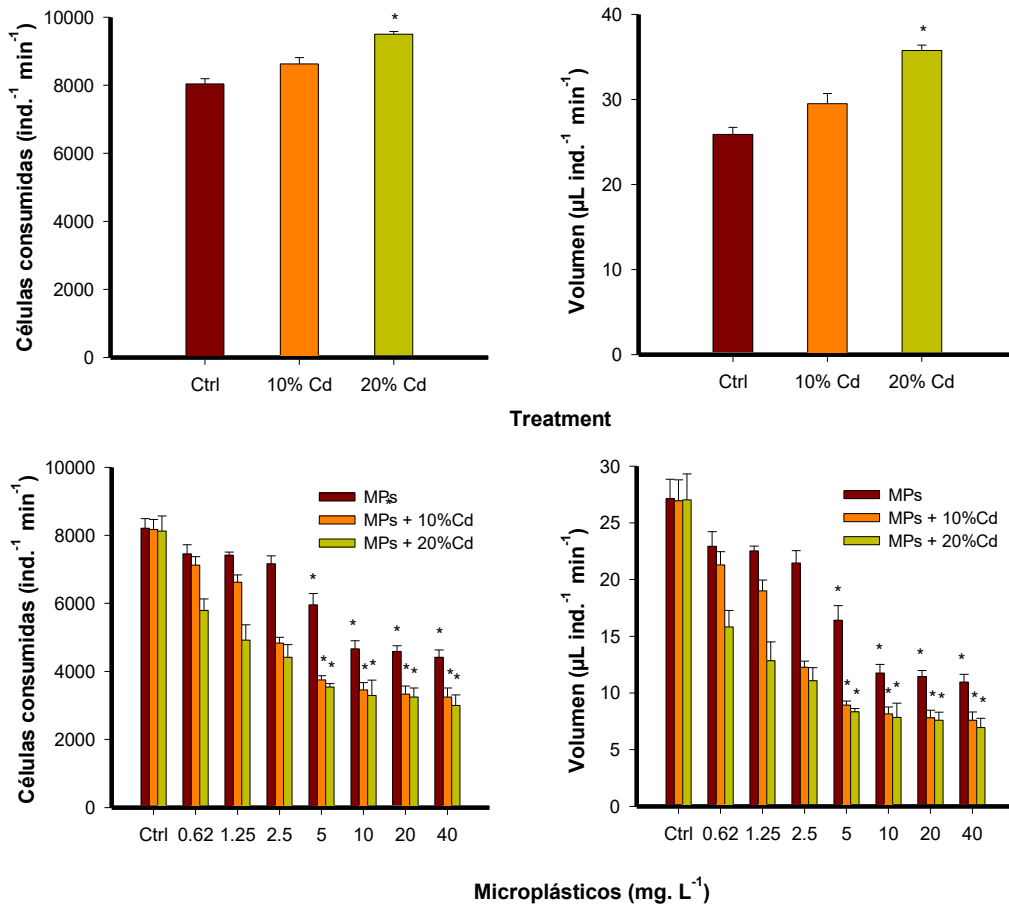 Células consumidas (ind.⁻¹ min⁻¹)
10000
8000
6000
4000
2000
0
*
Ctrl
10% Cd
20% Cd
Volumen (µL ind.⁻¹ min⁻¹)
40
30
20
10
0
*
Ctrl
10% Cd
20% Cd
Treatment
Células consumidas (ind.⁻¹ min⁻¹)
10000
8000
6000
4000
2000
0
MPs
*
MPs + 10%Cd
MPs + 20%Cd
* * * *
* * * * * * * *
Ctrl 0.62 1.25 2.5 5 10 20 40
Volumen (µL ind.⁻¹ min⁻¹)
30
25
20
15
10
5
0
MPs
MPs + 10%Cd
MPs + 20%Cd
* * * *
* * * * * * * *
Ctrl 0.62 1.25 2.5 5 10 20 40
Microplásticos (mg. L⁻¹)